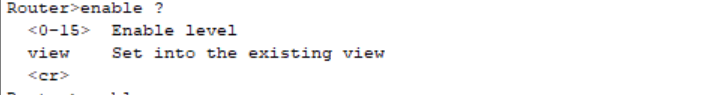 Router>enable ?
  <0-15>  Enable level
  view    Set into the existing view
  <cr>